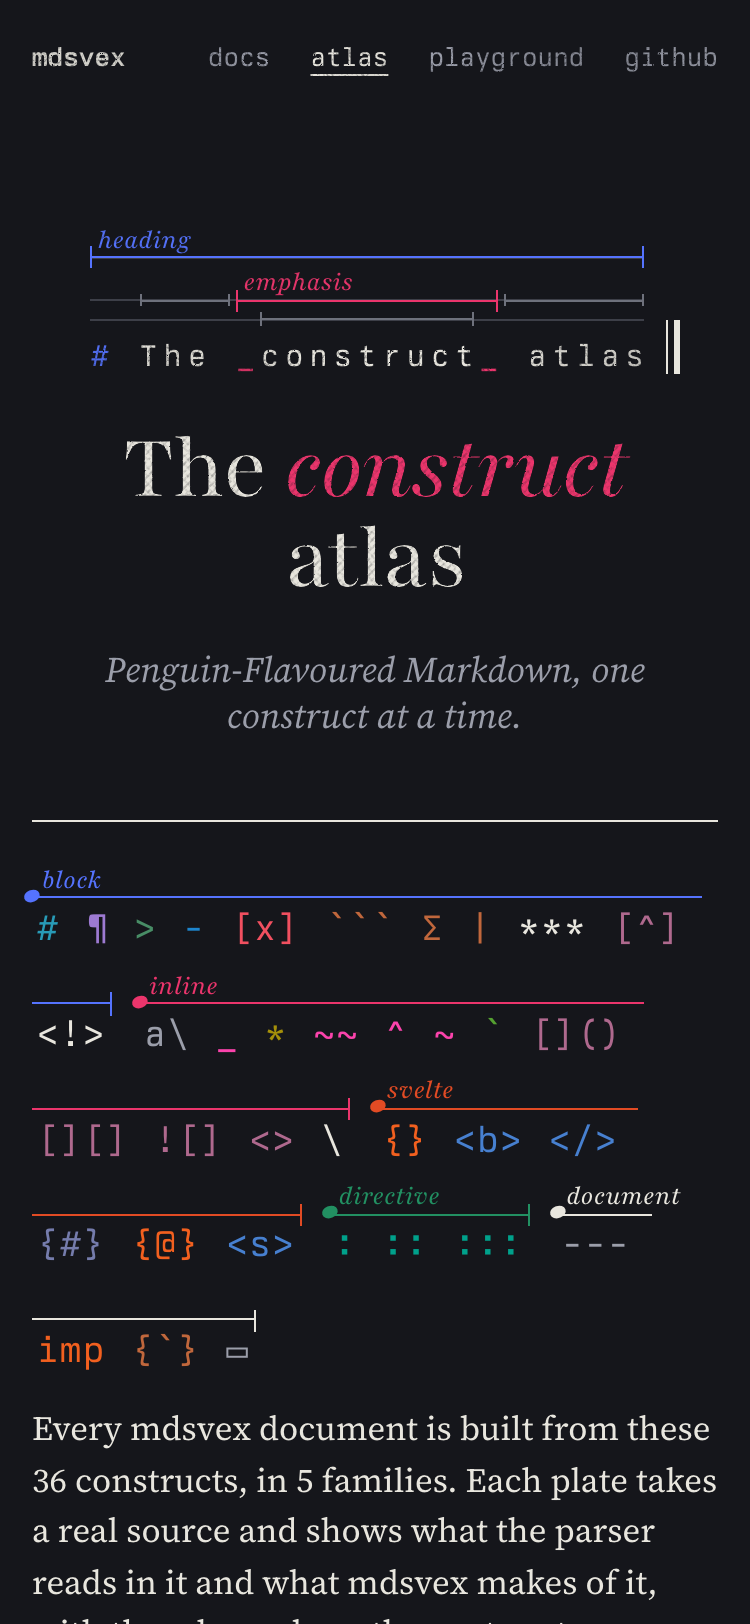 mdsvex docs atlas playground github
heading
emphasis
# The _construct_ atlas
The construct
atlas
Penguin-Flavoured Markdown, one
construct at a time.
block
# ¶ > - [x] ``` Σ | *** [^]
inline
<!> a\ _ * ~~ ^ ~ ` []()
svelte
[][] ![] <> \ {} <b> </>
directive document
{#} {@} <s> : :: ::: ---
imp {`} ▭
Every mdsvex document is built from these
36 constructs, in 5 families. Each plate takes
a real source and shows what the parser
reads in it and what mdsvex makes of it,